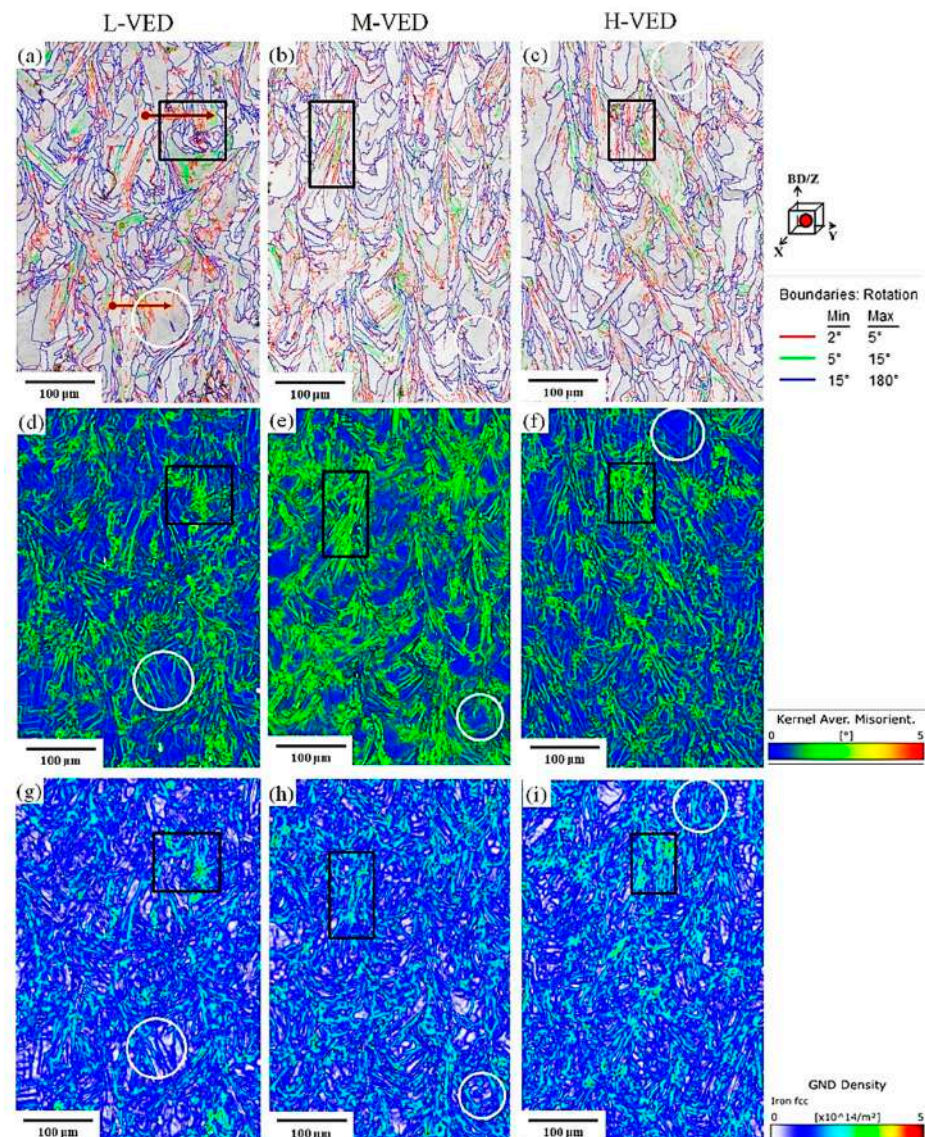 L-VED M-VED H-VED
(a) (b) (c)
BD/Z
X Y
Boundaries: Rotation
Min Max
2° 5°
5° 15°
15° 180°
100 µm 100 µm 100 µm
(d) (e) (f)
Kernel Aver. Misorient.
0 [°] 5
100 µm 100 µm 100 µm
(g) (h) (i)
GND Density
Iron fcc
0 [x10^14/m²] 5
100 µm 100 µm 100 µm